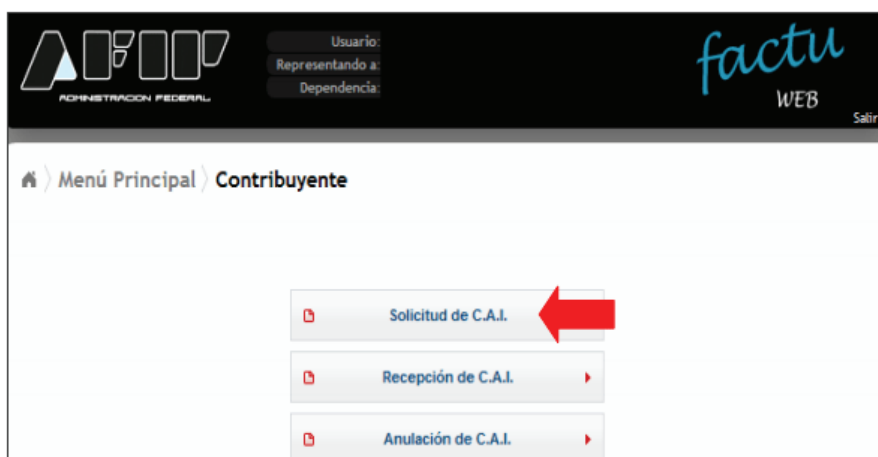 AFIP
ADMINISTRACION FEDERAL
Usuario:
Representando a:
Dependencia:
factu
WEB
Salir
Menú Principal Contribuyente
Solicitud de C.A.I.
Recepción de C.A.I.
Anulación de C.A.I.